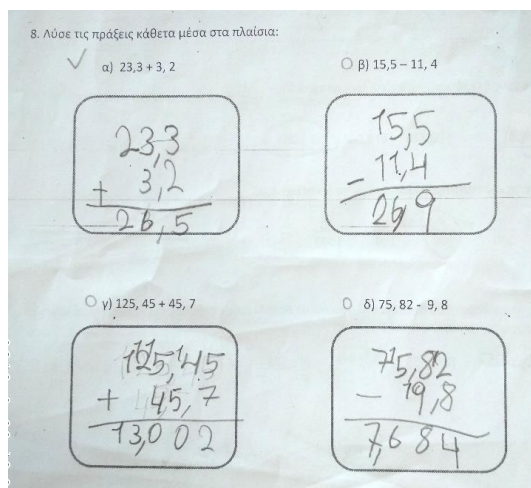 8. Λύσε τις πράξεις κάθετα μέσα στα πλαίσια:
α) 23,3 + 3, 2
β) 15,5 – 11, 4
23,3
+ 3,2
26,5
15,5
- 11,4
26,9
γ) 125, 45 + 45, 7
δ) 75, 82 - 9, 8
125,45
+ 45,7
13,002
75,82
- 9,8
7,684